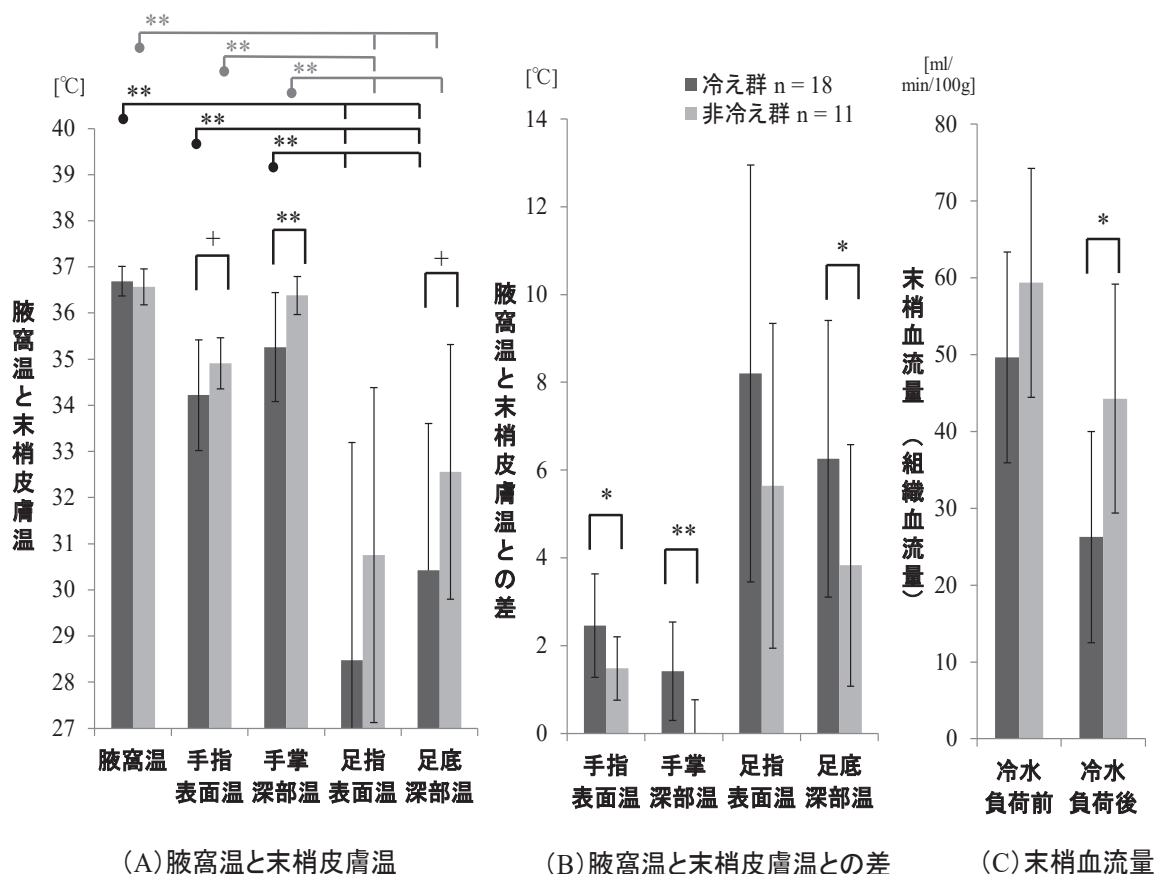 **
**
**
[℃]
**
**
**
40
39
38
37
36
35
34
33
32
31
30
29
28
27
腋窩温と末梢皮膚温
+
**
+
腋窩温
手指
表面温
手掌
深部温
足指
表面温
足底
深部温
(A)腋窩温と末梢皮膚温
[℃]
冷え群 n = 18
非冷え群 n = 11
14
12
10
8
6
4
2
0
腋窩温と末梢皮膚温との差
*
**
*
手指
表面温
手掌
深部温
足指
表面温
足底
深部温
(B)腋窩温と末梢皮膚温との差
[ml/
min/100g]
80
70
60
50
40
30
20
10
0
末梢血流量(組織血流量)
*
冷水
負荷前
冷水
負荷後
(C)末梢血流量